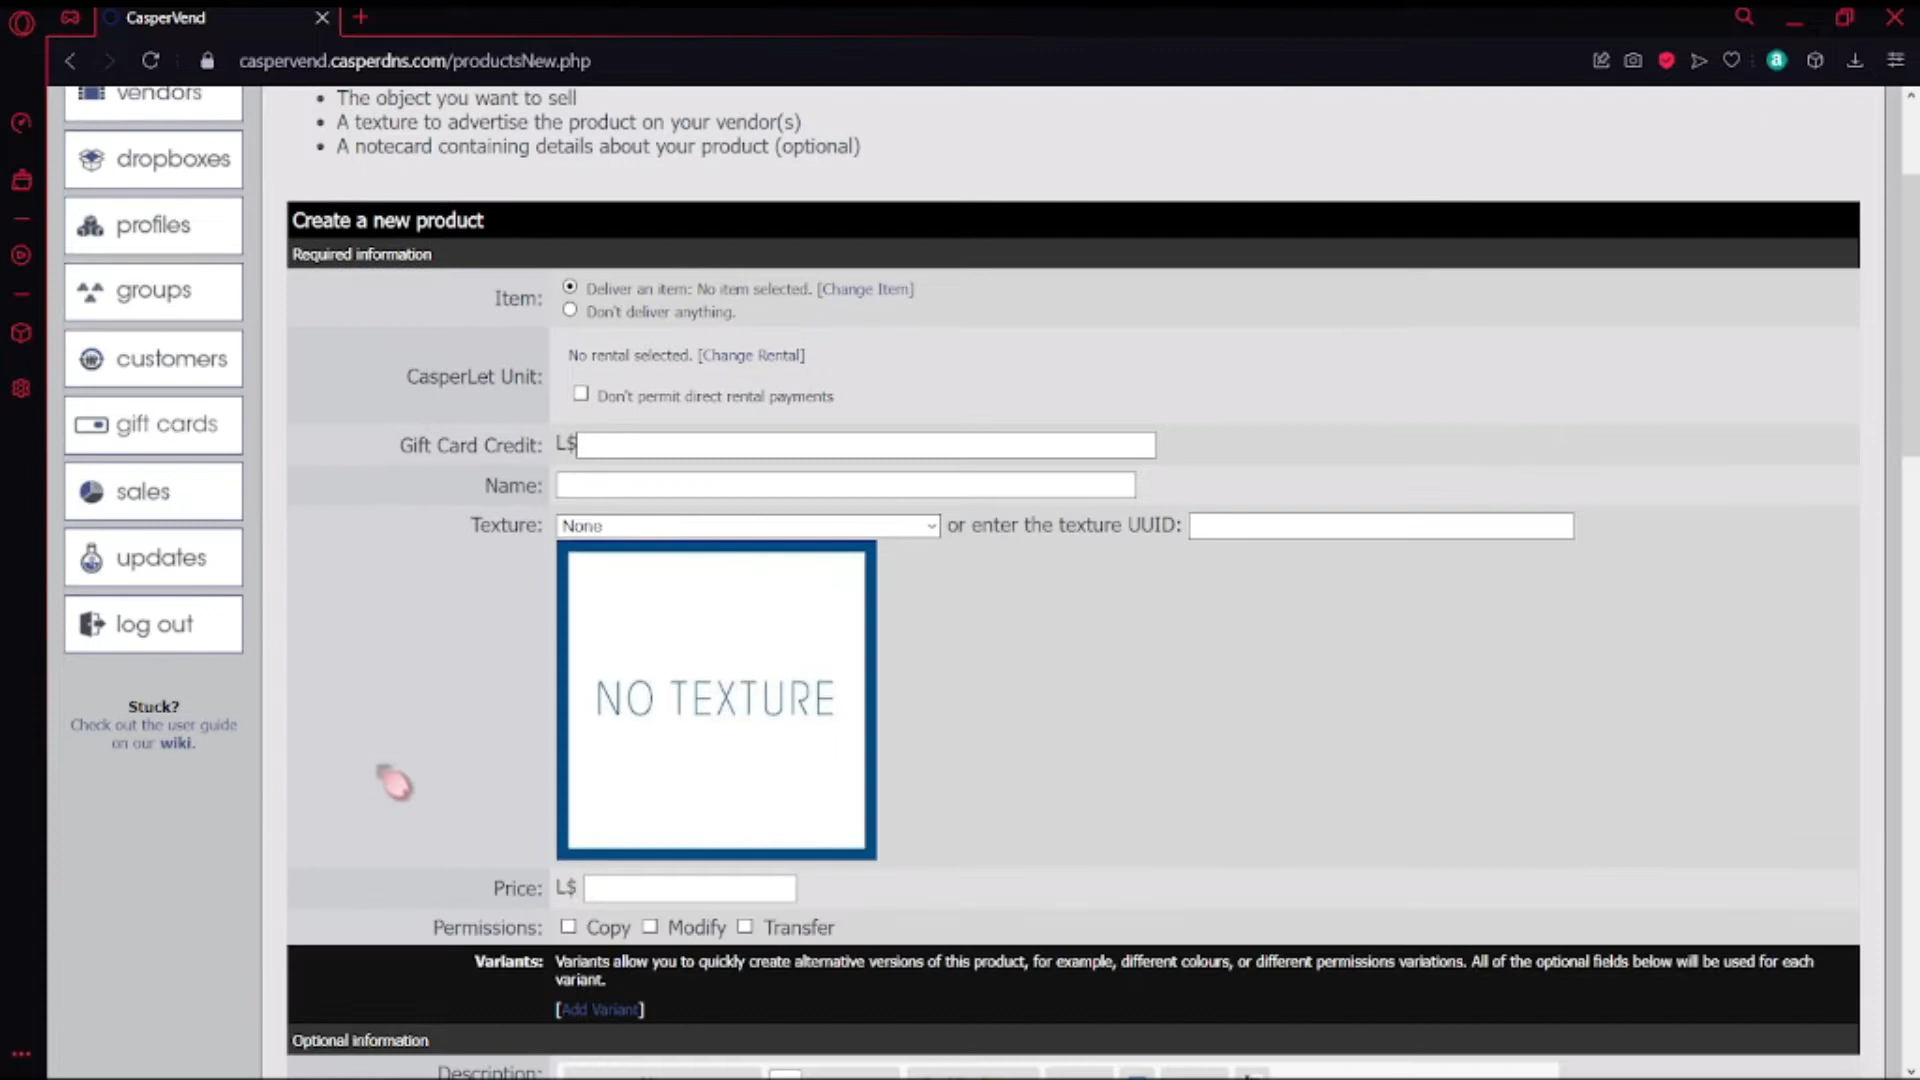 CasperVend
caspervend.casperdns.com/productsNew.php
vendors
dropboxes
profiles
groups
customers
gift cards
sales
updates
log out
Stuck?
Check out the user guide
on our wiki.
The object you want to sell
A texture to advertise the product on your vendor(s)
A notecard containing details about your product (optional)
Create a new product
Required information
Item: Deliver an item: No item selected. [Change Item]
Don't deliver anything.
CasperLet Unit: No rental selected. [Change Rental]
Don't permit direct rental payments
Gift Card Credit: L$
Name:
Texture: None or enter the texture UUID:
NO TEXTURE
Price: L$
Permissions: Copy Modify Transfer
Variants: Variants allow you to quickly create alternative versions of this product, for example, different colours, or different permissions variations. All of the optional fields below will be used for each
variant.
[Add Variant]
Optional information
Description: